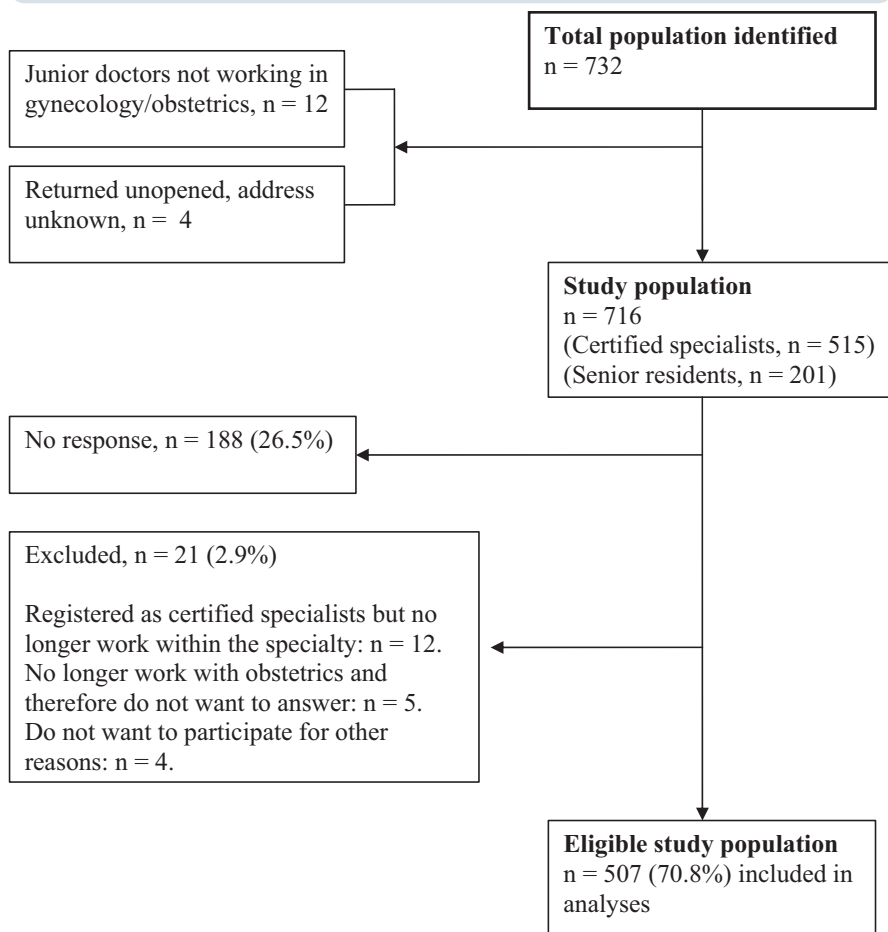 Total population identified
n = 732
Junior doctors not working in
gynecology/obstetrics, n = 12
Returned unopened, address
unknown, n =  4
Study population
n = 716
(Certified specialists, n = 515)
(Senior residents, n = 201)
No response, n = 188 (26.5%)
Excluded, n = 21 (2.9%)
Registered as certified specialists but no
longer work within the specialty: n = 12.
No longer work with obstetrics and
therefore do not want to answer: n = 5.
Do not want to participate for other
reasons: n = 4.
Eligible study population
n = 507 (70.8%) included in
analyses